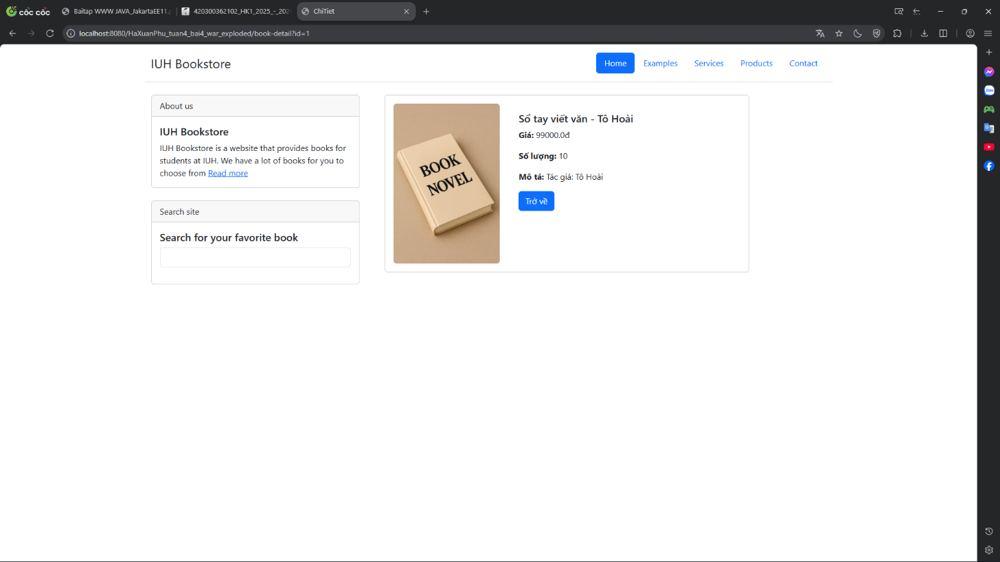 cốc cốc
Baitap WWW JAVA_JakartaEE11.
420300362102_HK1_2025_-_202
ChiTiet
localhost:8080/HaXuanPhu_tuan4_bai4_war_exploded/book-detail?id=1
IUH Bookstore
Home Examples Services Products Contact
About us
IUH Bookstore
IUH Bookstore is a website that provides books for
students at IUH. We have a lot of books for you to
choose from Read more
Search site
Search for your favorite book
BOOK
NOVEL
Sổ tay viết văn - Tô Hoài
Giá: 99000.0đ
Số lượng: 10
Mô tả: Tác giả: Tô Hoài
Trở về
Zalo